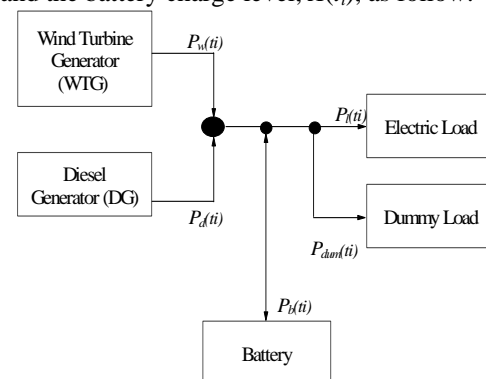 and the battery charge level, R(ti), as follow:
Wind Turbine
Generator
(WTG)
Pw(ti)
Pl(ti)
Electric Load
Diesel
Generator (DG)
Pd(ti)
Dummy Load
Pdum(ti)
Pb(ti)
Battery